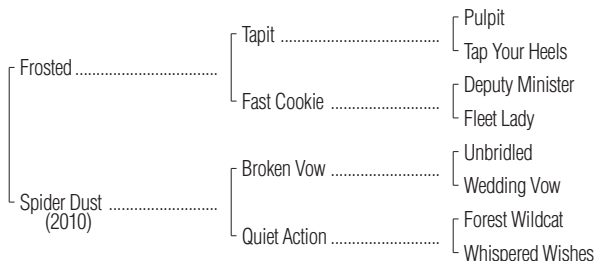 Pulpit
Tapit ........................................
Tap Your Heels
Frosted ....................................
Deputy Minister
Fast Cookie ............................
Fleet Lady
Unbridled
Broken Vow ............................
Wedding Vow
Spider Dust ............................
(2010)
Forest Wildcat
Quiet Action ............................
Whispered Wishes